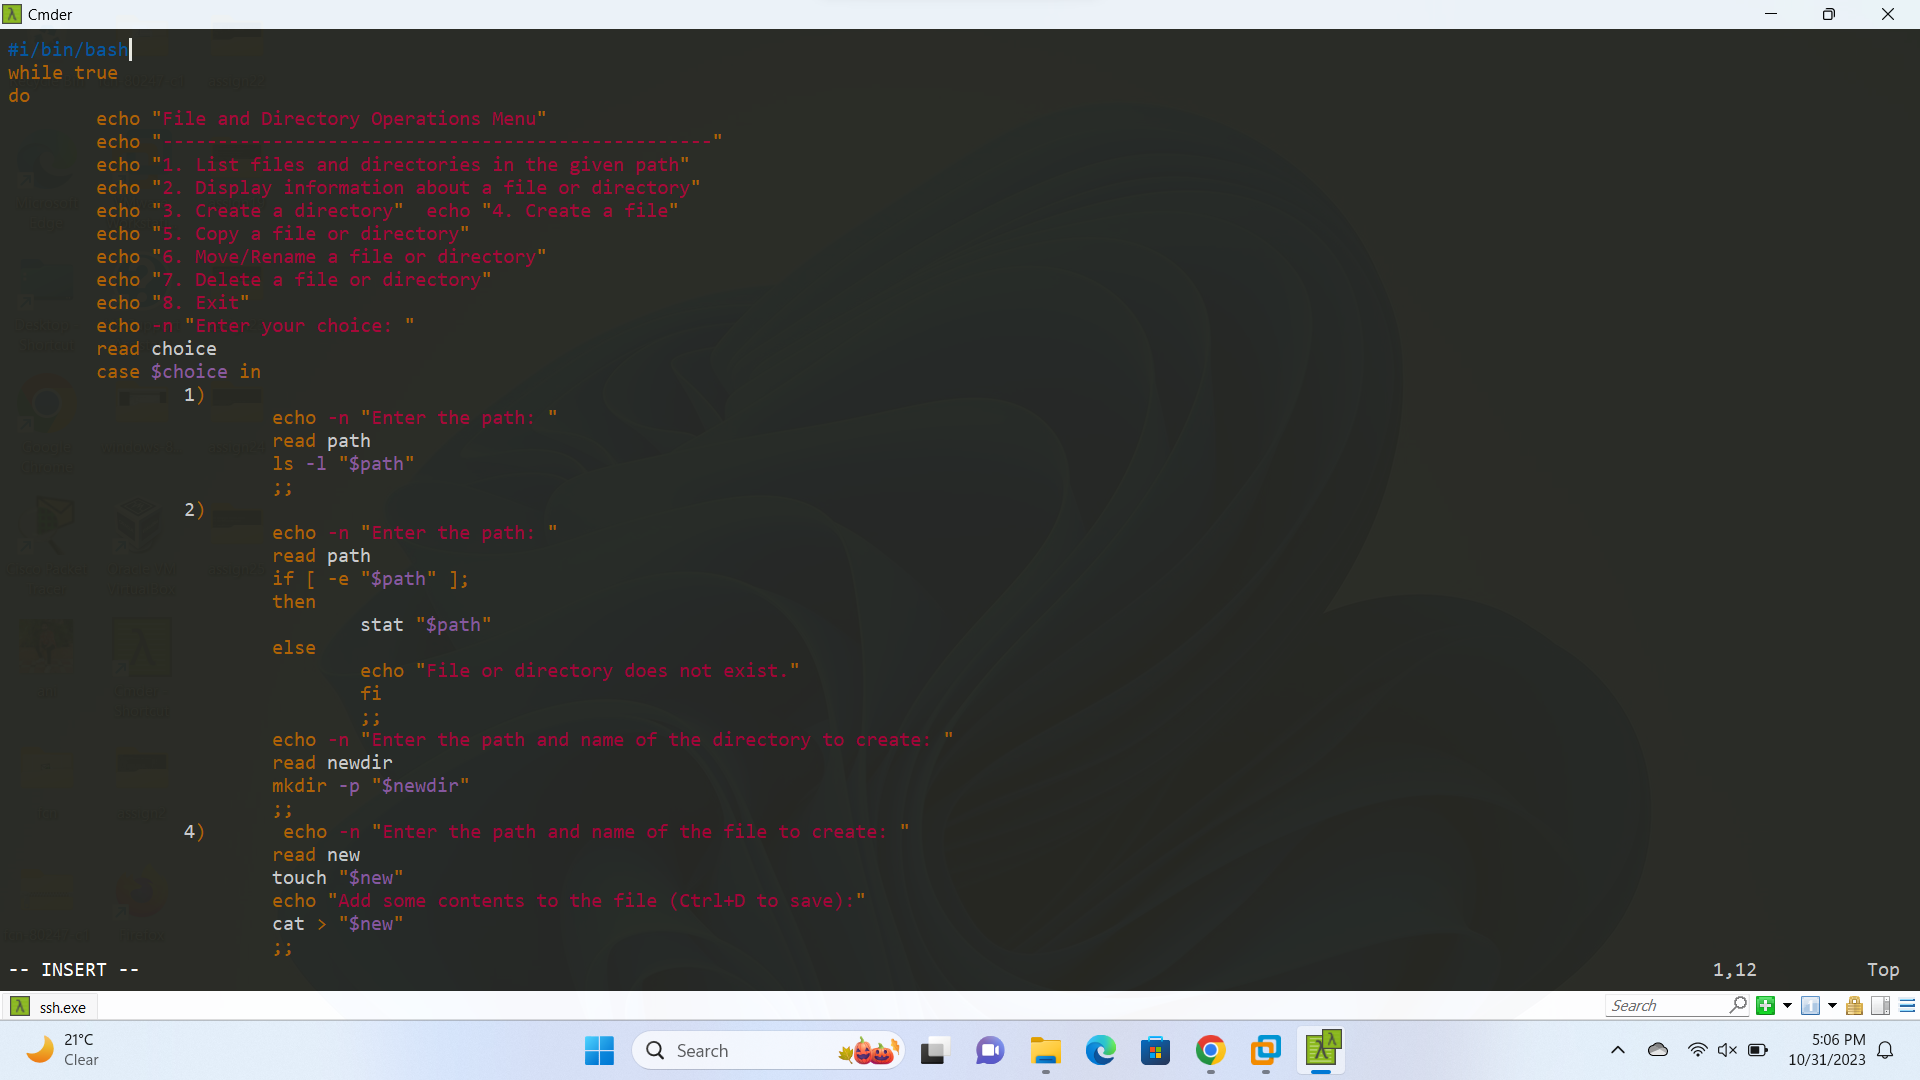 Cmder
#i/bin/bash
while true
do
echo "File and Directory Operations Menu"
echo "--------------------------------------------------"
echo "1. List files and directories in the given path"
echo "2. Display information about a file or directory"
echo "3. Create a directory"  echo "4. Create a file"
echo "5. Copy a file or directory"
echo "6. Move/Rename a file or directory"
echo "7. Delete a file or directory"
echo "8. Exit"
echo -n "Enter your choice: "
read choice
case $choice in
1)
echo -n "Enter the path: "
read path
ls -l "$path"
;;
2)
echo -n "Enter the path: "
read path
if [ -e "$path" ];
then
stat "$path"
else
echo "File or directory does not exist."
fi
;;
echo -n "Enter the path and name of the directory to create: "
read newdir
mkdir -p "$newdir"
;;
4) echo -n "Enter the path and name of the file to create: "
read new
touch "$new"
echo "Add some contents to the file (Ctrl+D to save):"
cat > "$new"
;;
-- INSERT -- 1,12 Top
ssh.exe Search
21°C
Clear
Search
5:06 PM
10/31/2023